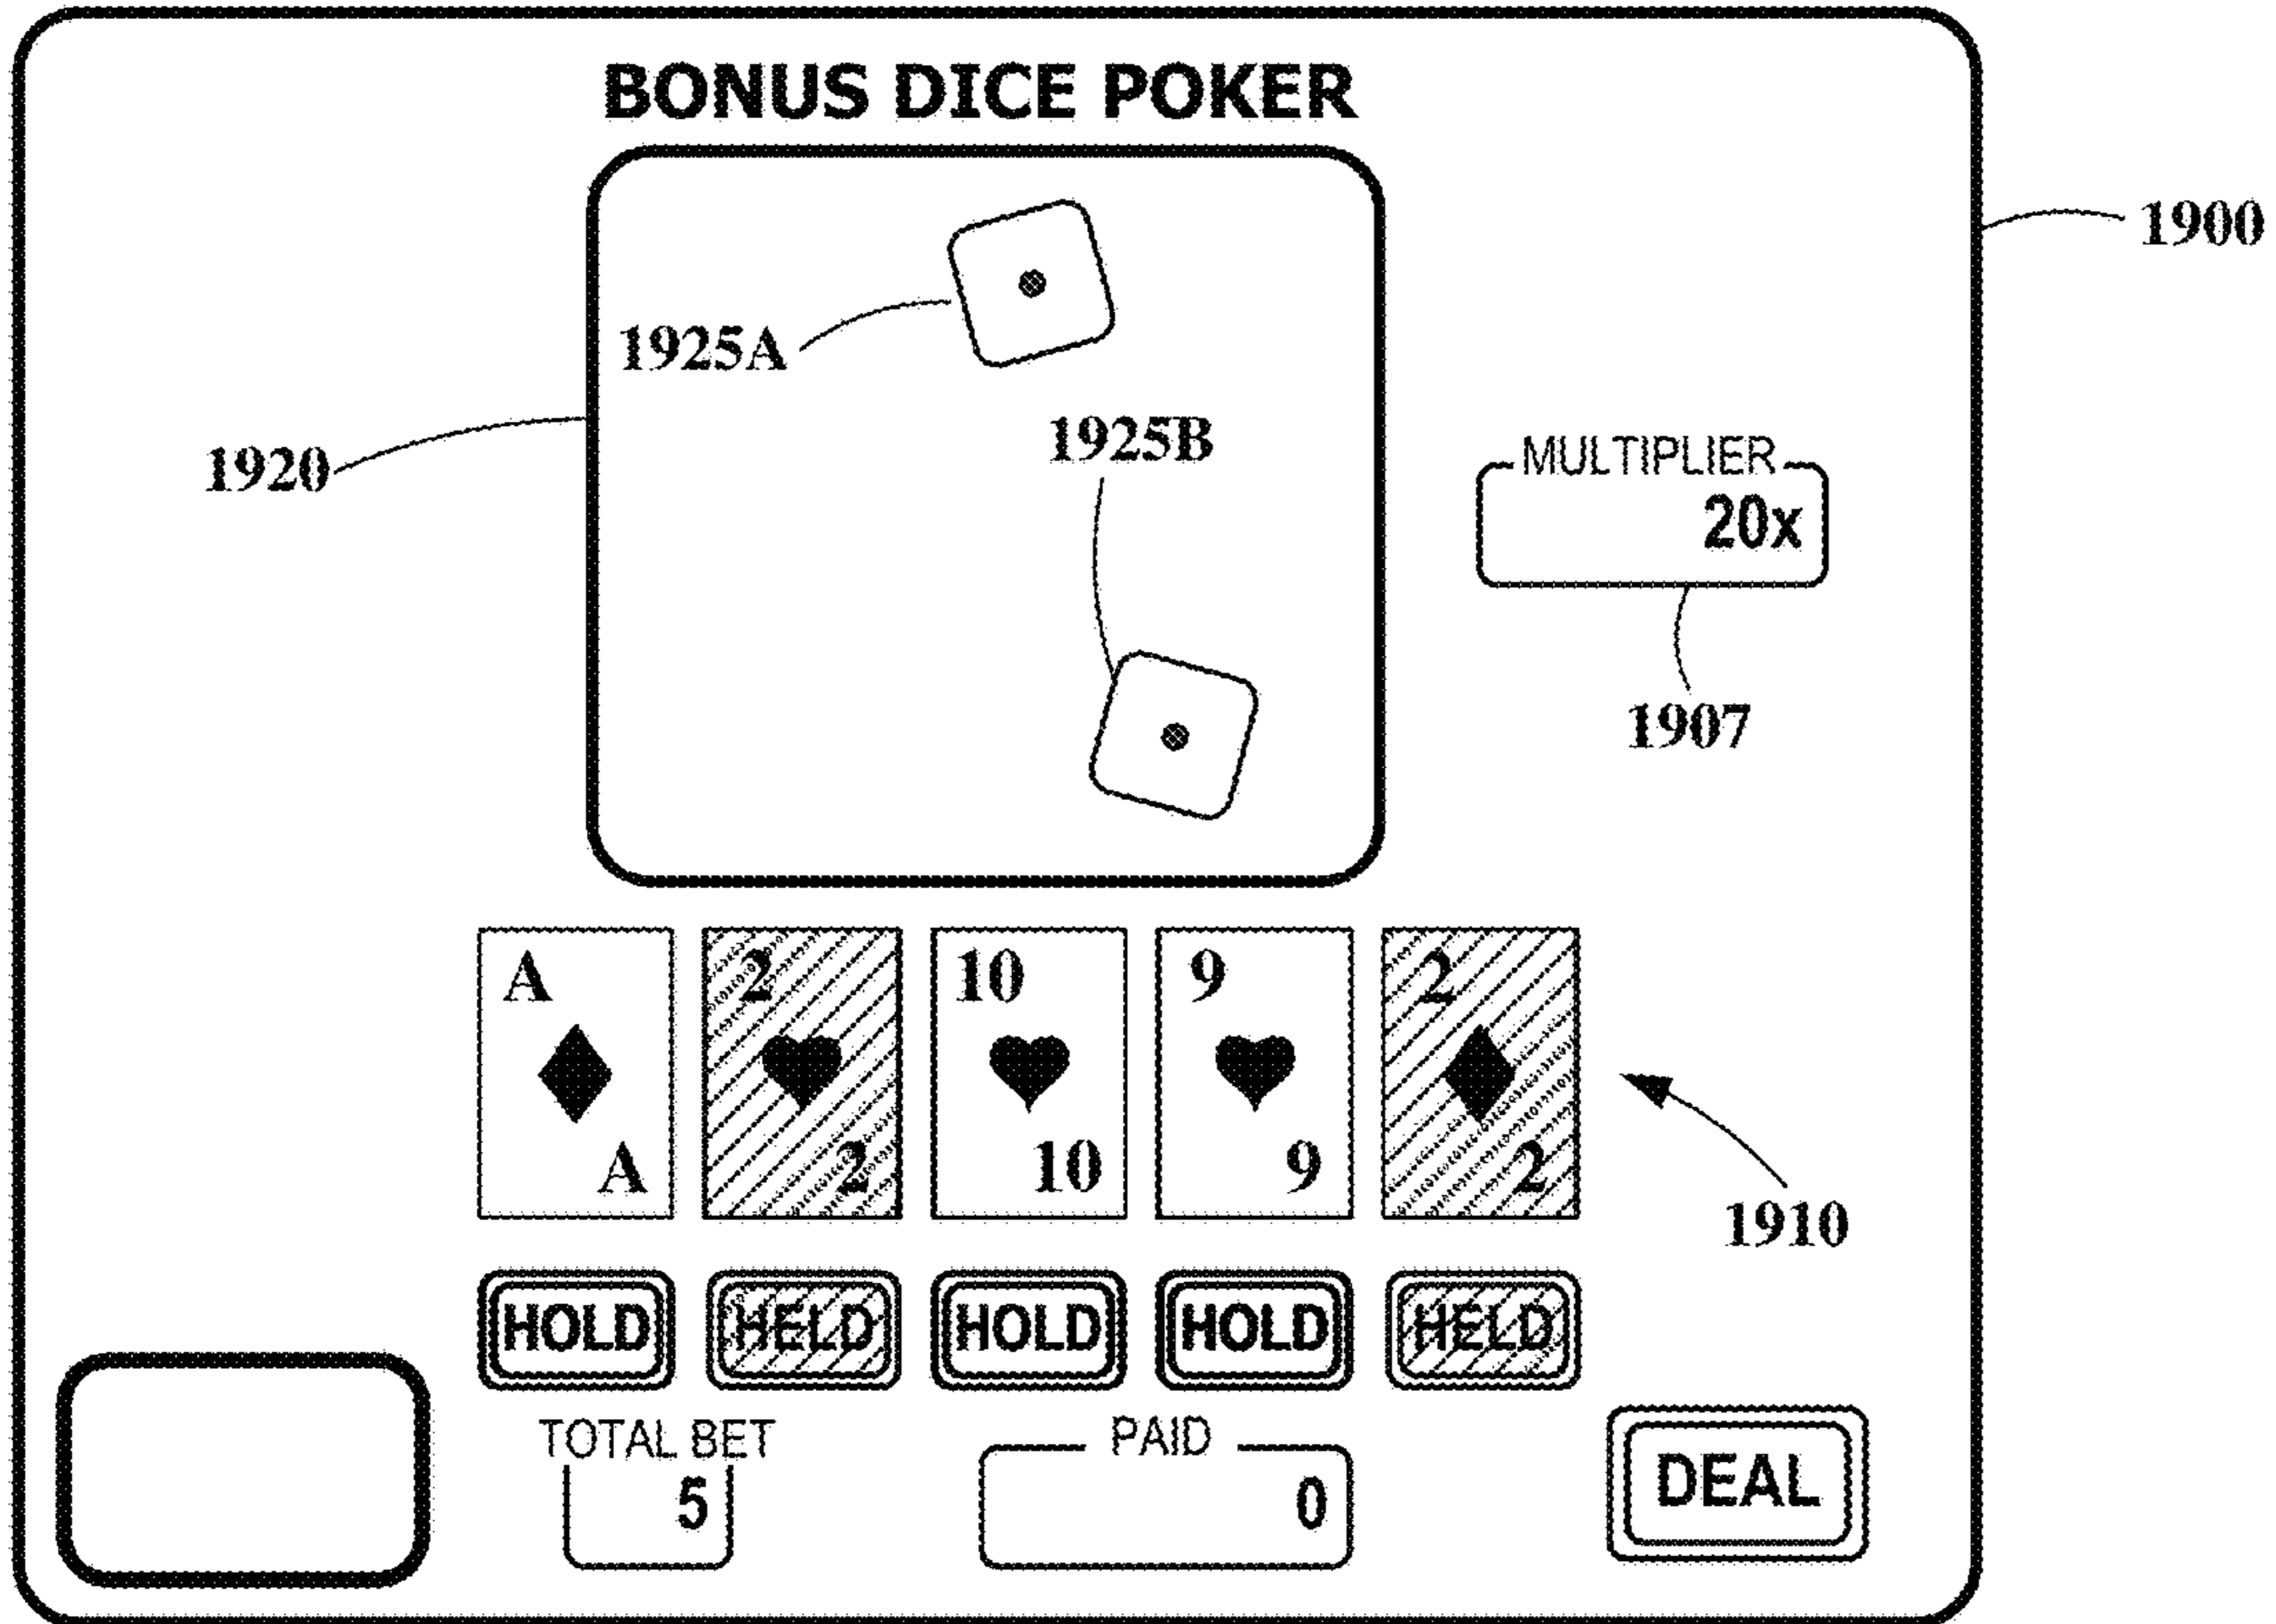 BONUS DICE POKER
1900
1925A
1925B
1920
MULTIPLIER
20x
1907
A 2 10 9 2
A 2 10 9 2
1910
HOLD HELD HOLD HOLD HELD
TOTAL BET PAID
5 0
DEAL